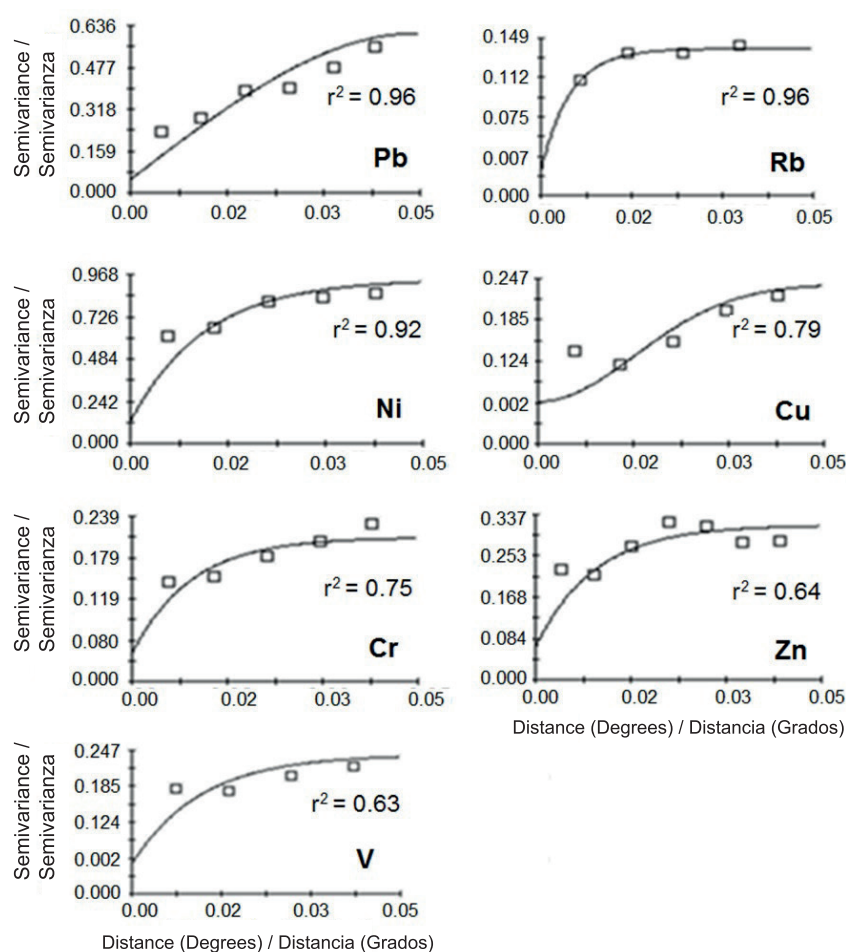 Semivariance /
Semivarianza
0.636
0.477
0.318
0.159
0.000
r² = 0.96
Pb
0.00 0.02 0.03 0.05
0.149
0.112
0.075
0.007
0.000
r² = 0.96
Rb
0.00 0.02 0.03 0.05
Semivariance /
Semivarianza
0.968
0.726
0.484
0.242
0.000
r² = 0.92
Ni
0.00 0.02 0.03 0.05
0.247
0.185
0.124
0.002
0.000
r² = 0.79
Cu
0.00 0.02 0.03 0.05
Semivariance /
Semivarianza
0.239
0.179
0.119
0.080
0.000
r² = 0.75
Cr
0.00 0.02 0.03 0.05
0.337
0.253
0.168
0.084
0.000
r² = 0.64
Zn
0.00 0.02 0.03 0.05
Distance (Degrees) / Distancia (Grados)
Semivariance /
Semivarianza
0.247
0.185
0.124
0.002
0.000
r² = 0.63
V
0.00 0.02 0.03 0.05
Distance (Degrees) / Distancia (Grados)